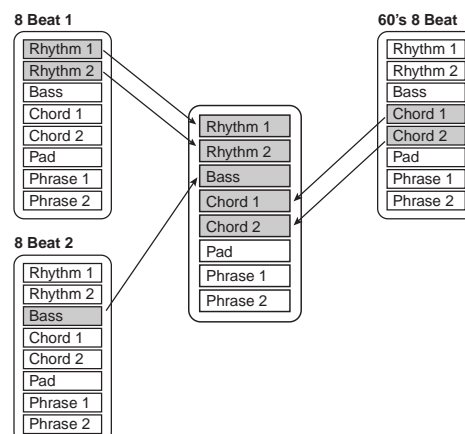 8 Beat 1
Rhythm 1
Rhythm 2
Bass
Chord 1
Chord 2
Pad
Phrase 1
Phrase 2
8 Beat 2
Rhythm 1
Rhythm 2
Bass
Chord 1
Chord 2
Pad
Phrase 1
Phrase 2
Rhythm 1
Rhythm 2
Bass
Chord 1
Chord 2
Pad
Phrase 1
Phrase 2
60's 8 Beat
Rhythm 1
Rhythm 2
Bass
Chord 1
Chord 2
Pad
Phrase 1
Phrase 2